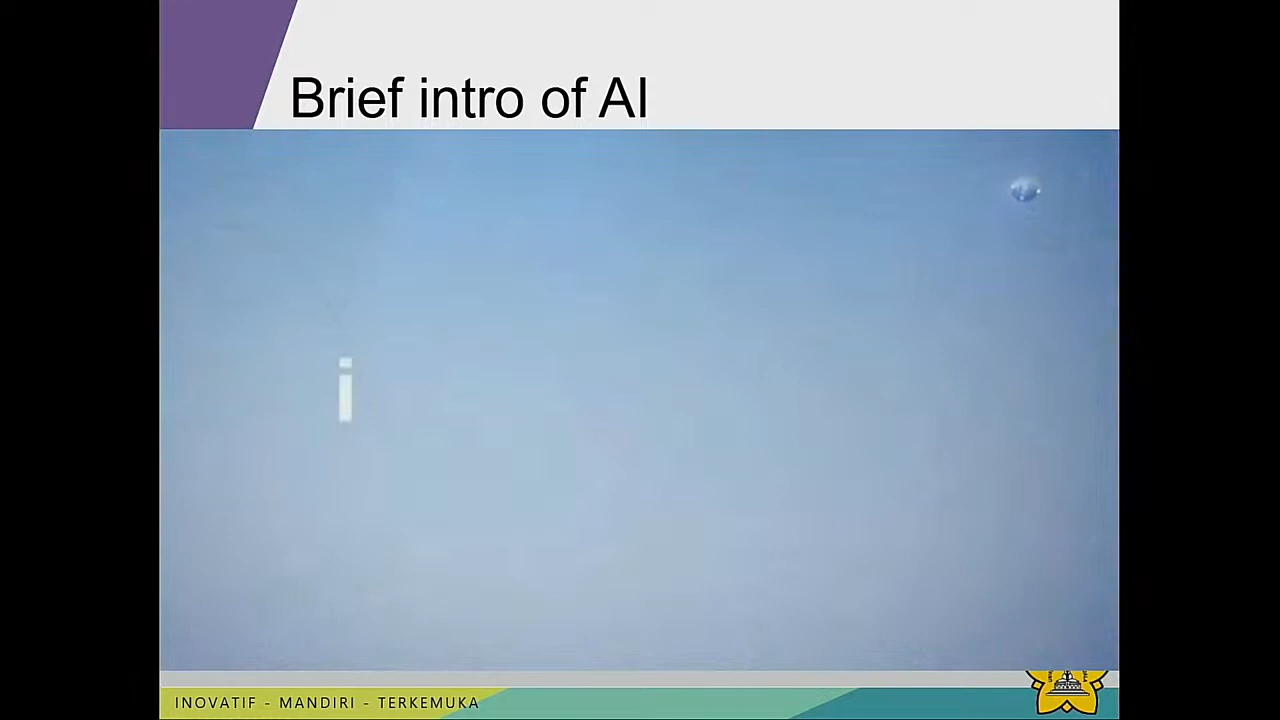 Brief intro of AI
i
INOVATIF - MANDIRI - TERKEMUKA